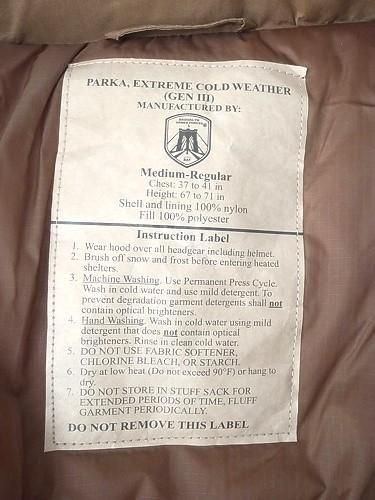 PARKA, EXTREME COLD WEATHER
(GEN III)
MANUFACTURED BY:
BROOKLYN
BAY
Medium-Regular
Chest: 37 to 41 in
Height: 67 to 71 in
Shell and lining 100% nylon
Fill 100% polyester
Instruction Label
1. Wear hood over all headgear including helmet.
2. Brush off snow and frost before entering heated
shelters.
3. Machine Washing. Use Permanent Press Cycle.
Wash in cold water and use mild detergent. To
prevent degradation garment detergents shall not
contain optical brighteners.
4. Hand Washing. Wash in cold water using mild
detergent that does not contain optical
brighteners. Rinse in clean cold water.
5. DO NOT USE FABRIC SOFTENER,
CHLORINE BLEACH, OR STARCH.
6. Dry at low heat (Do not exceed 90°F) or hang to
dry.
7. DO NOT STORE IN STUFF SACK FOR
EXTENDED PERIODS OF TIME, FLUFF
GARMENT PERIODICALLY.
DO NOT REMOVE THIS LABEL